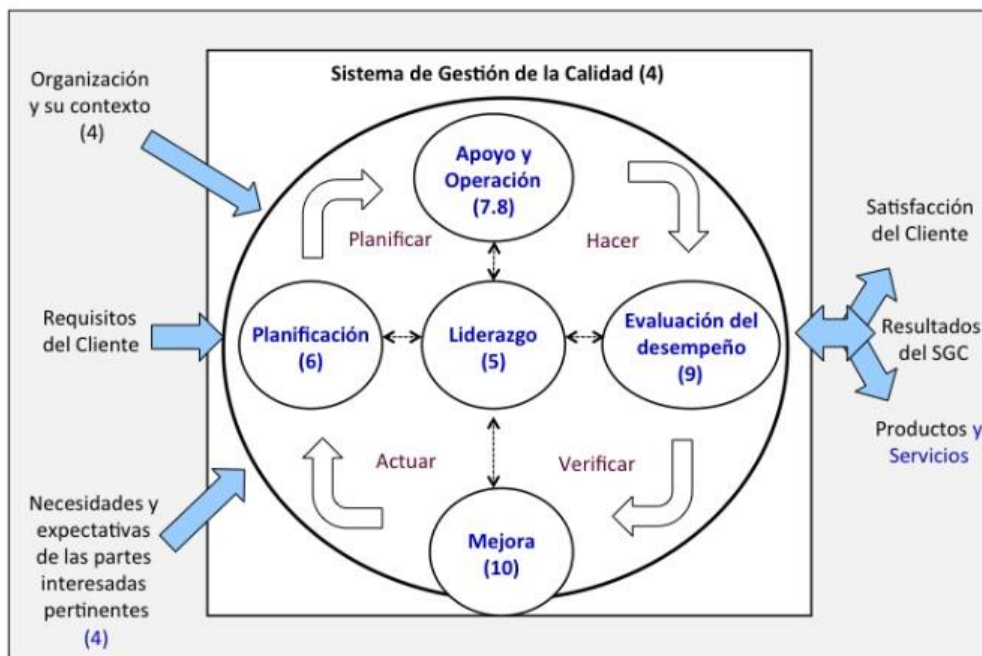 Sistema de Gestión de la Calidad (4)
Organización
y su contexto
(4)
Requisitos
del Cliente
Necesidades y
expectativas
de las partes
interesadas
pertinentes
(4)
Apoyo y
Operación
(7.8)
Planificar
Hacer
Planificación
(6)
Liderazgo
(5)
Evaluación del
desempeño
(9)
Actuar
Verificar
Mejora
(10)
Satisfacción
del Cliente
Resultados
del SGC
Productos y
Servicios